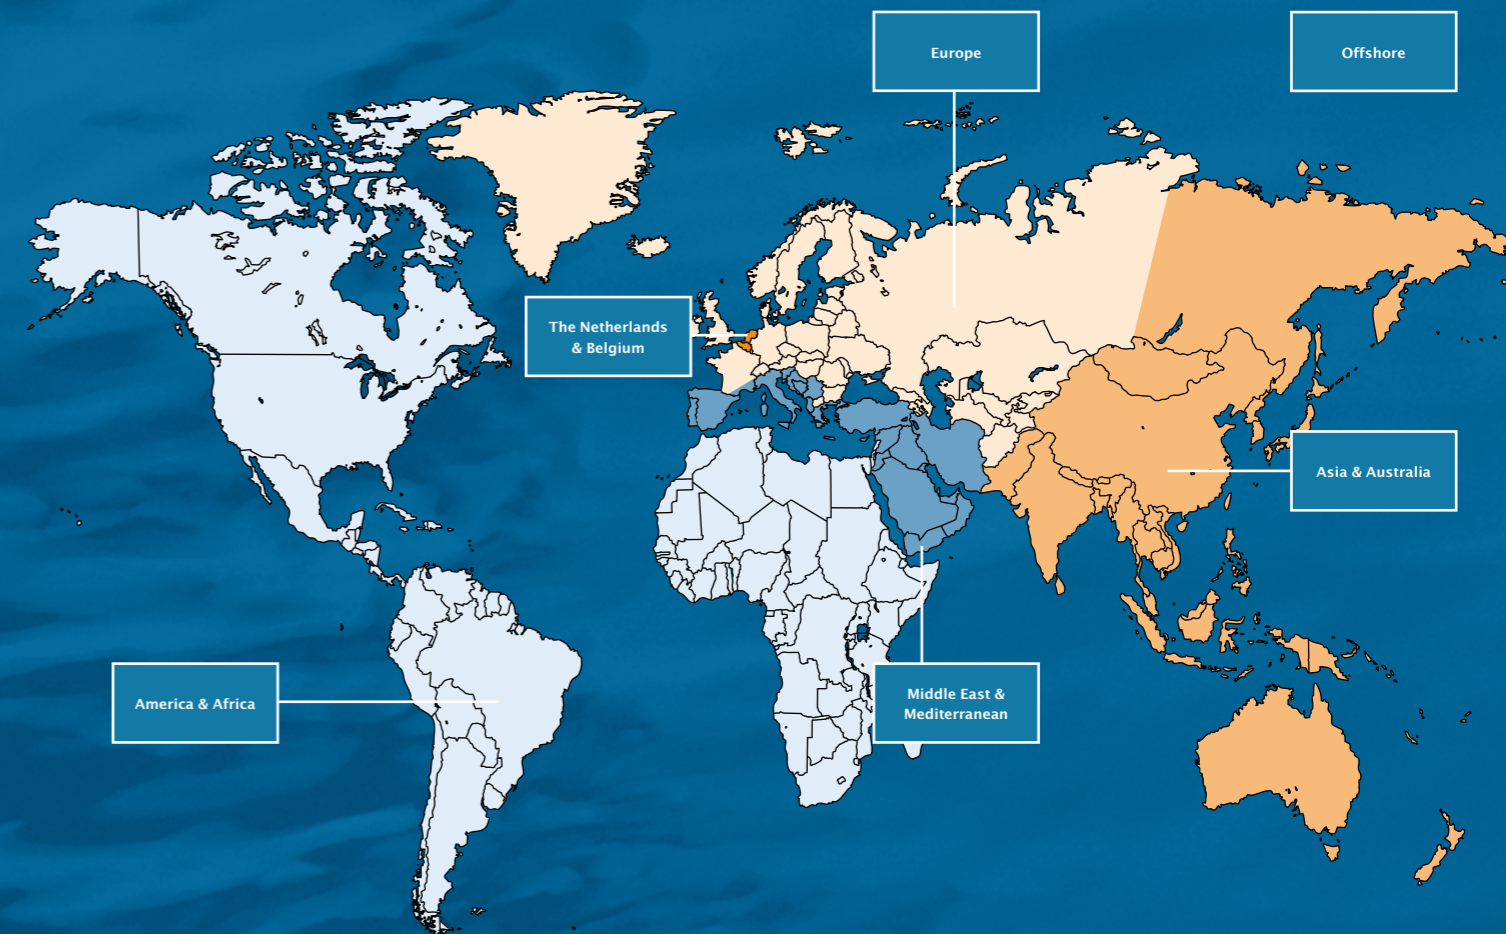 Europe
Offshore
The Netherlands
& Belgium
Asia & Australia
America & Africa
Middle East &
Mediterranean